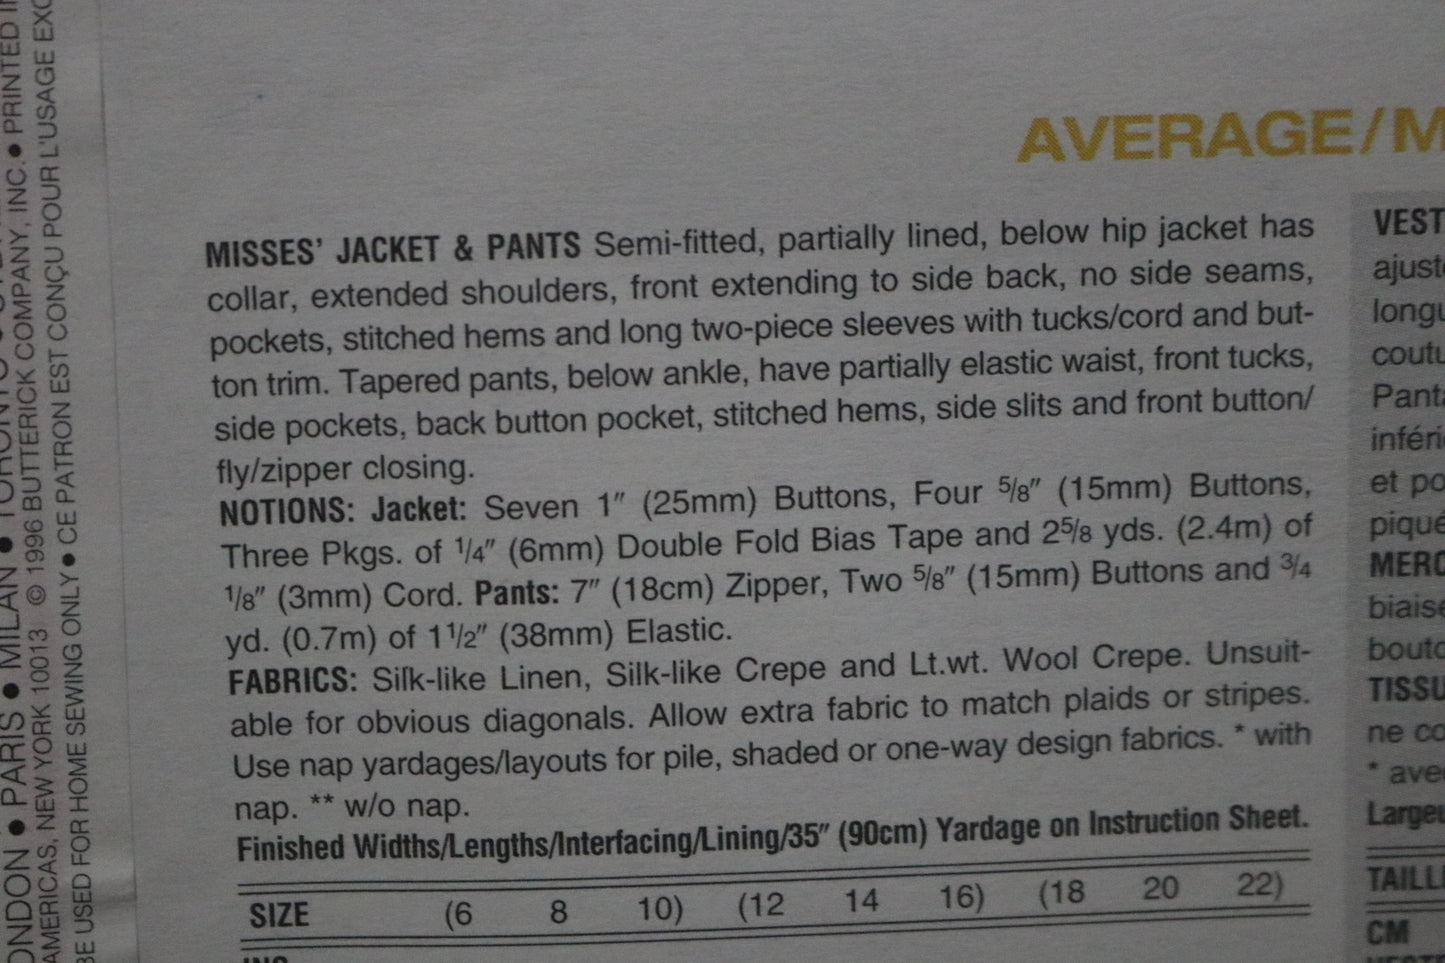 AVERAGE/M
MISSES' JACKET & PANTS Semi-fitted, partially lined, below hip jacket has
collar, extended shoulders, front extending to side back, no side seams,
pockets, stitched hems and long two-piece sleeves with tucks/cord and but-
ton trim. Tapered pants, below ankle, have partially elastic waist, front tucks,
side pockets, back button pocket, stitched hems, side slits and front button/
fly/zipper closing.
NOTIONS: Jacket: Seven 1" (25mm) Buttons, Four 5/8" (15mm) Buttons,
Three Pkgs. of 1/4" (6mm) Double Fold Bias Tape and 25/8 yds. (2.4m) of
1/8" (3mm) Cord. Pants: 7" (18cm) Zipper, Two 5/8" (15mm) Buttons and 3/4
yd. (0.7m) of 11/2" (38mm) Elastic.
FABRICS: Silk-like Linen, Silk-like Crepe and Lt.wt. Wool Crepe. Unsuit-
able for obvious diagonals. Allow extra fabric to match plaids or stripes.
Use nap yardages/layouts for pile, shaded or one-way design fabrics. * with
nap. ** w/o nap.
Finished Widths/Lengths/Interfacing/Lining/35" (90cm) Yardage on Instruction Sheet.
SIZE (6 8 10) (12 14 16) (18 20 22)
VEST
ajust
longu
coutu
Pant
inféri
et po
piqué
MERC
biais
bouto
TISSU
ne co
* ave
Large
TAILL
CM
ONDON • PARIS • MILAN •
AMERICAS, NEW YORK 10013 © 1996 BUTTERICK COMPANY, INC. • PRINTED I
BE USED FOR HOME SEWING ONLY • CE PATRON EST CONÇU POUR L'USAGE EXC